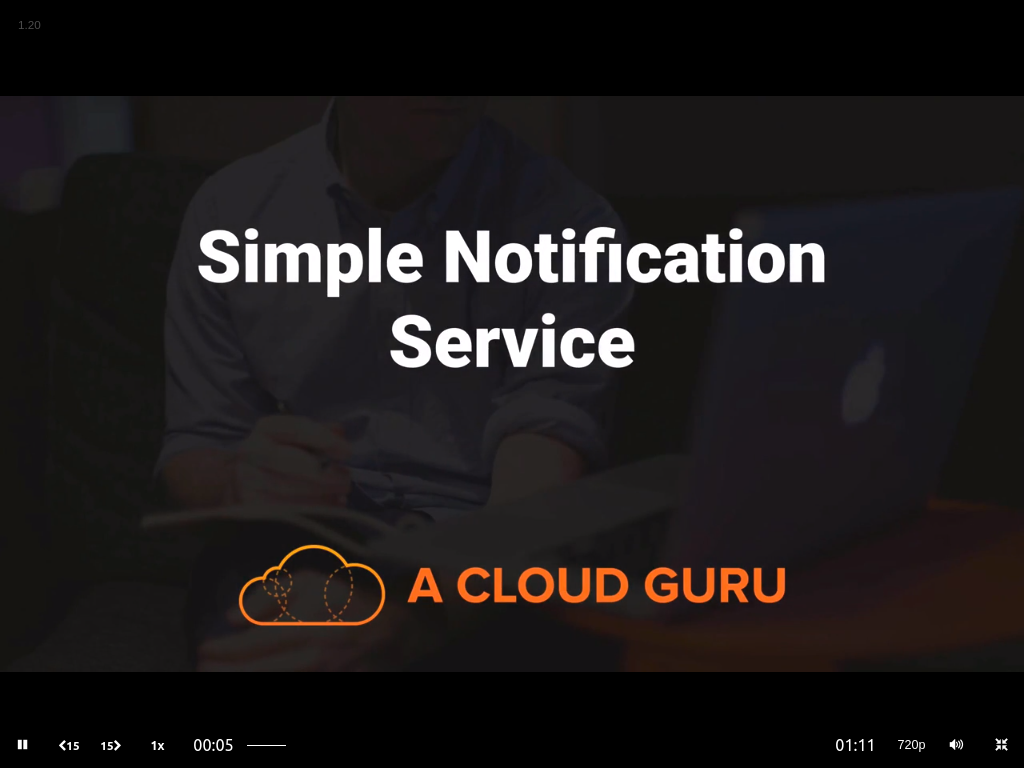 1.20
Simple Notification
Service
A CLOUD GURU
15 15 1x 00:05 01:11 720p